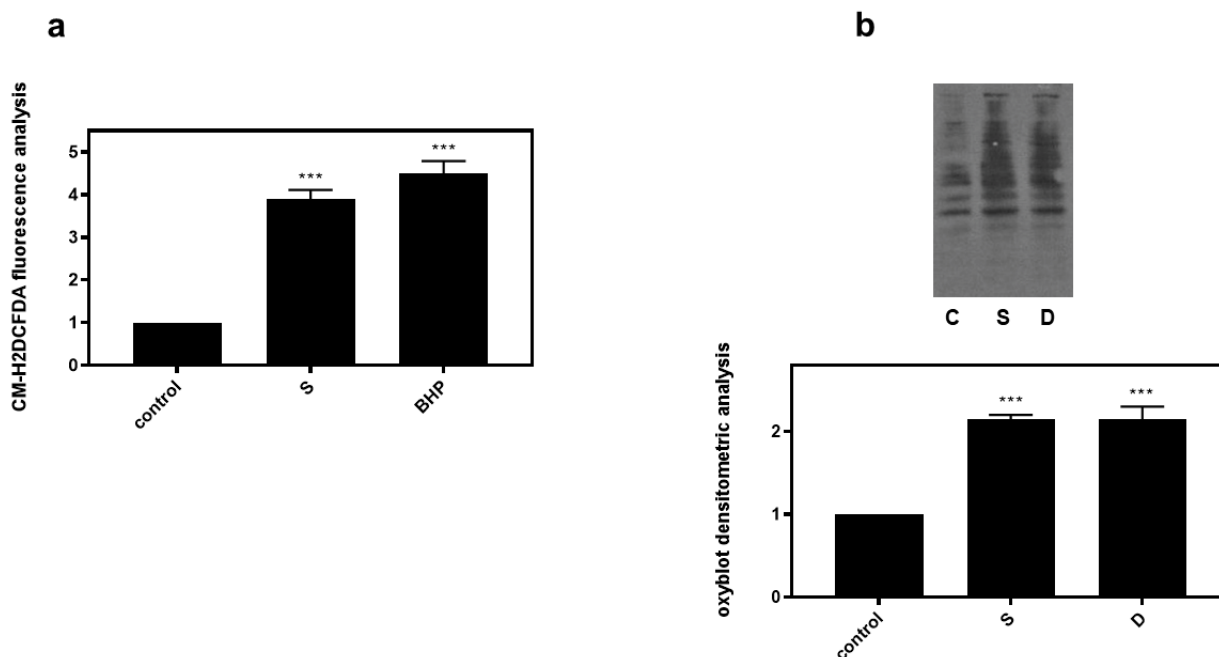 a
CM-H2DCFDA fluorescence analysis
5
4
3
2
1
0
***
***
control
S
BHP
b
C S D
oxyblot densitometric analysis
2
1
0
***
***
control
S
D